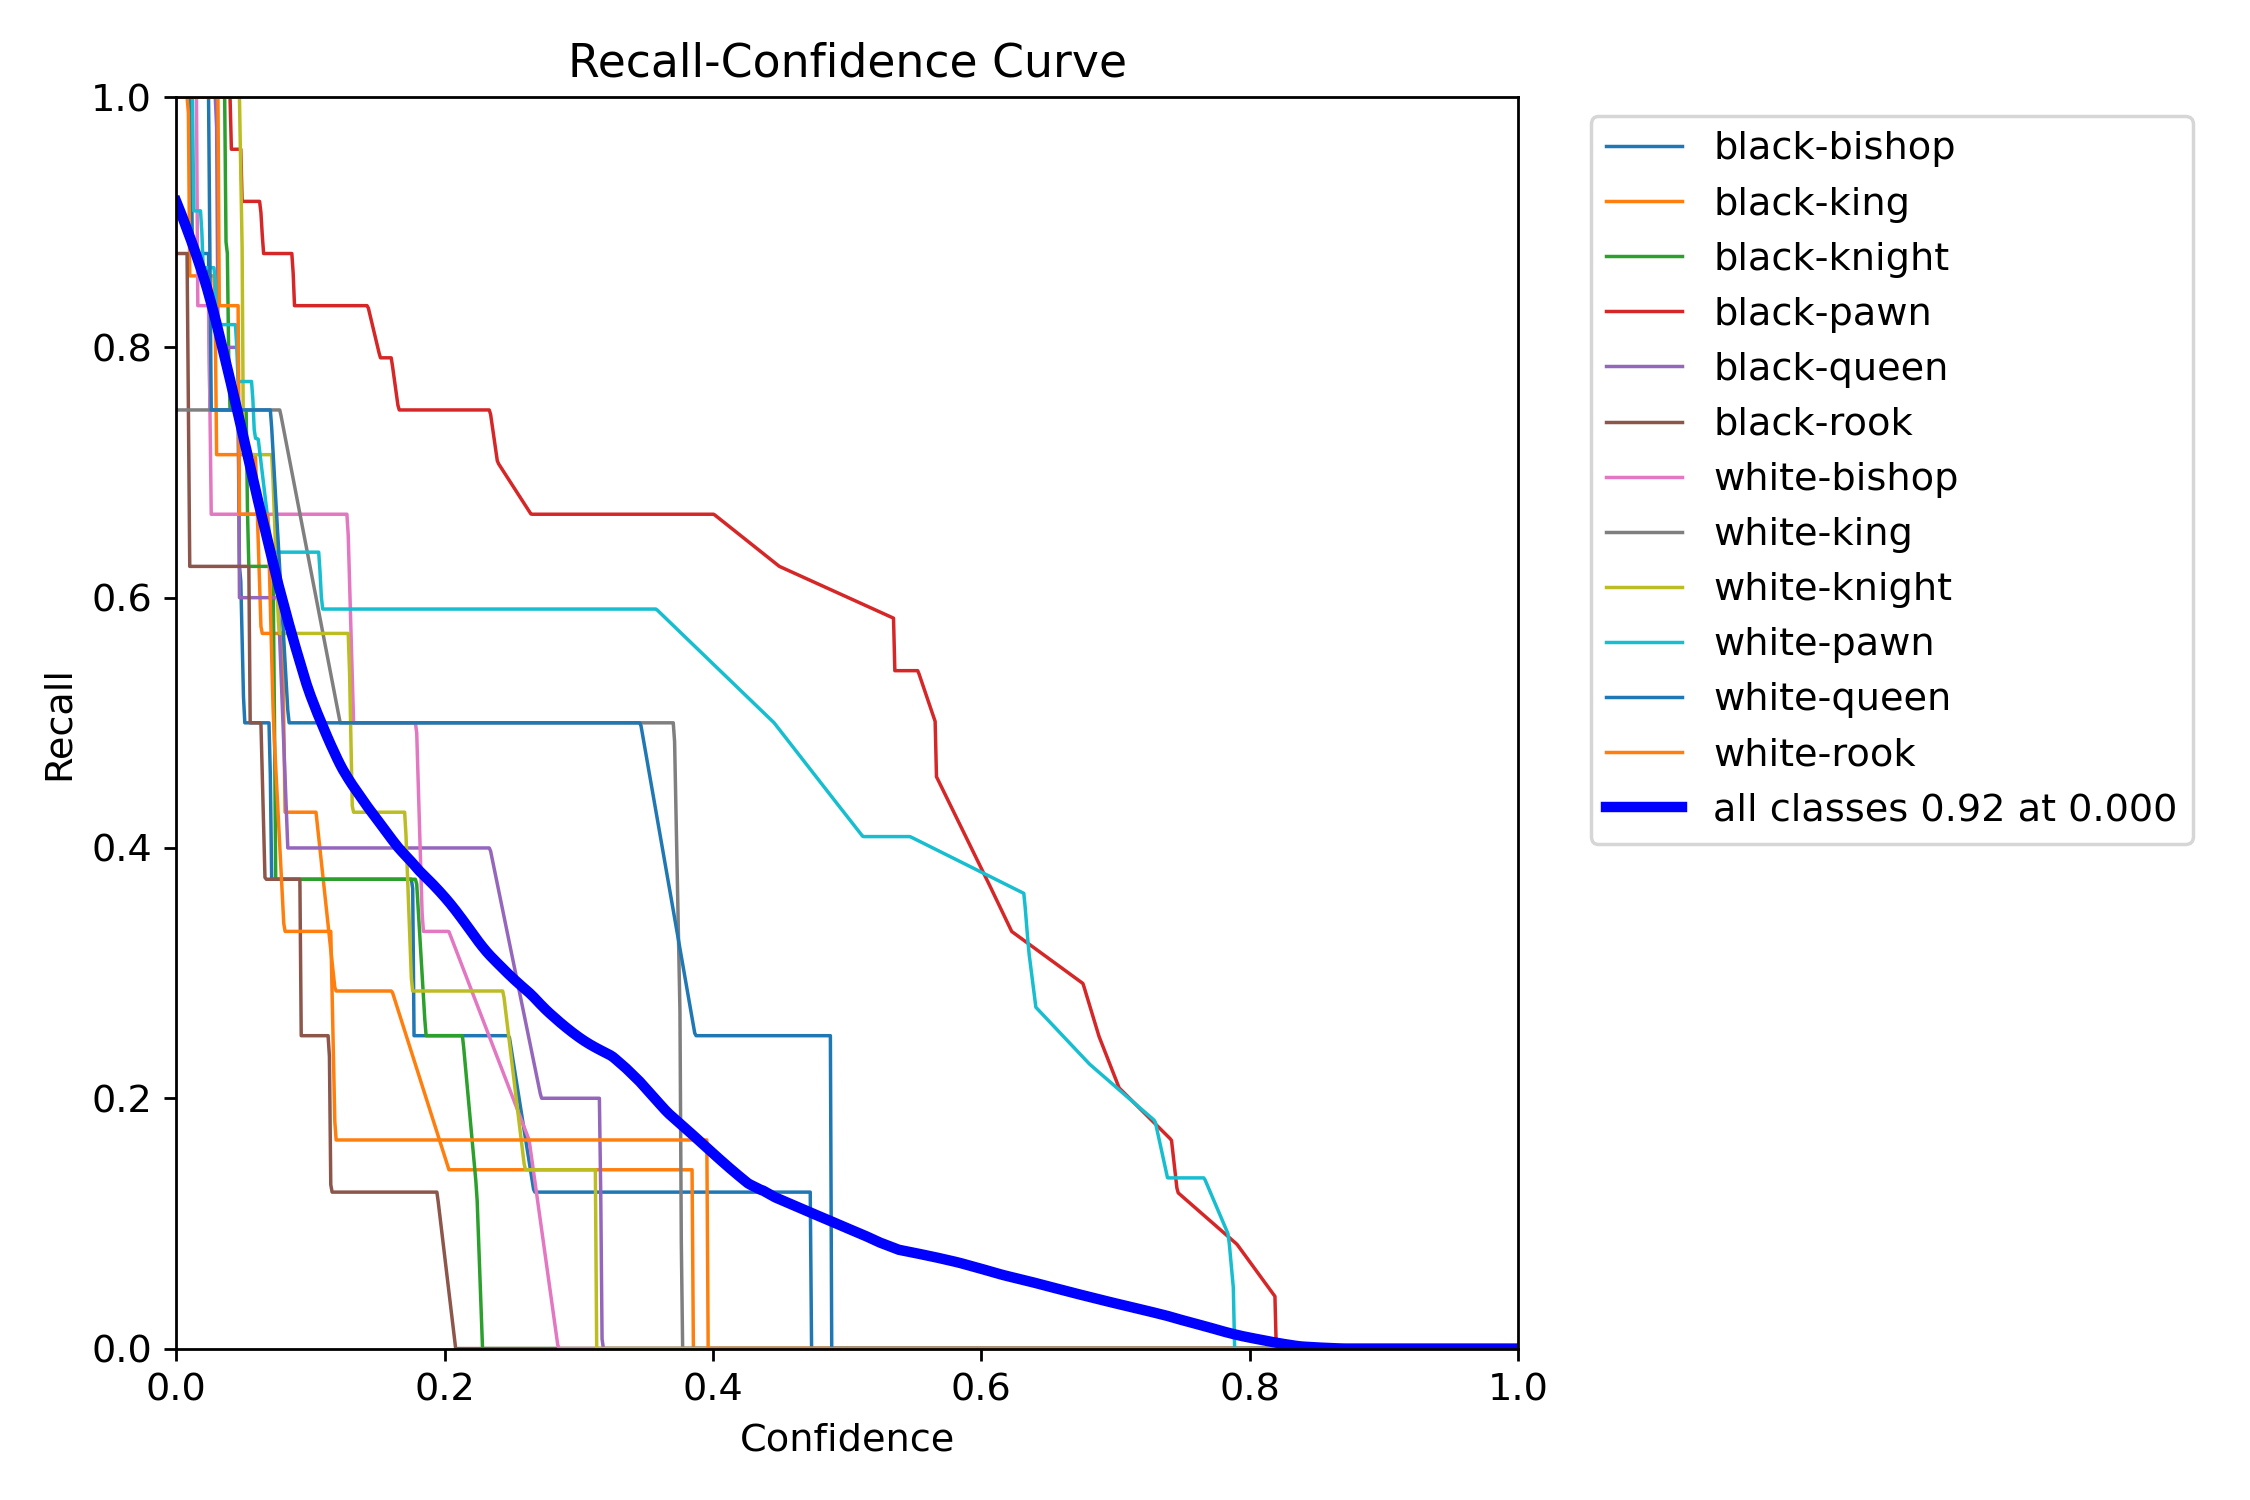 Recall-Confidence Curve
1.0
0.8
0.6
0.4
0.2
0.0
Recall
0.0 0.2 0.4 0.6 0.8 1.0
Confidence
black-bishop
black-king
black-knight
black-pawn
black-queen
black-rook
white-bishop
white-king
white-knight
white-pawn
white-queen
white-rook
all classes 0.92 at 0.000